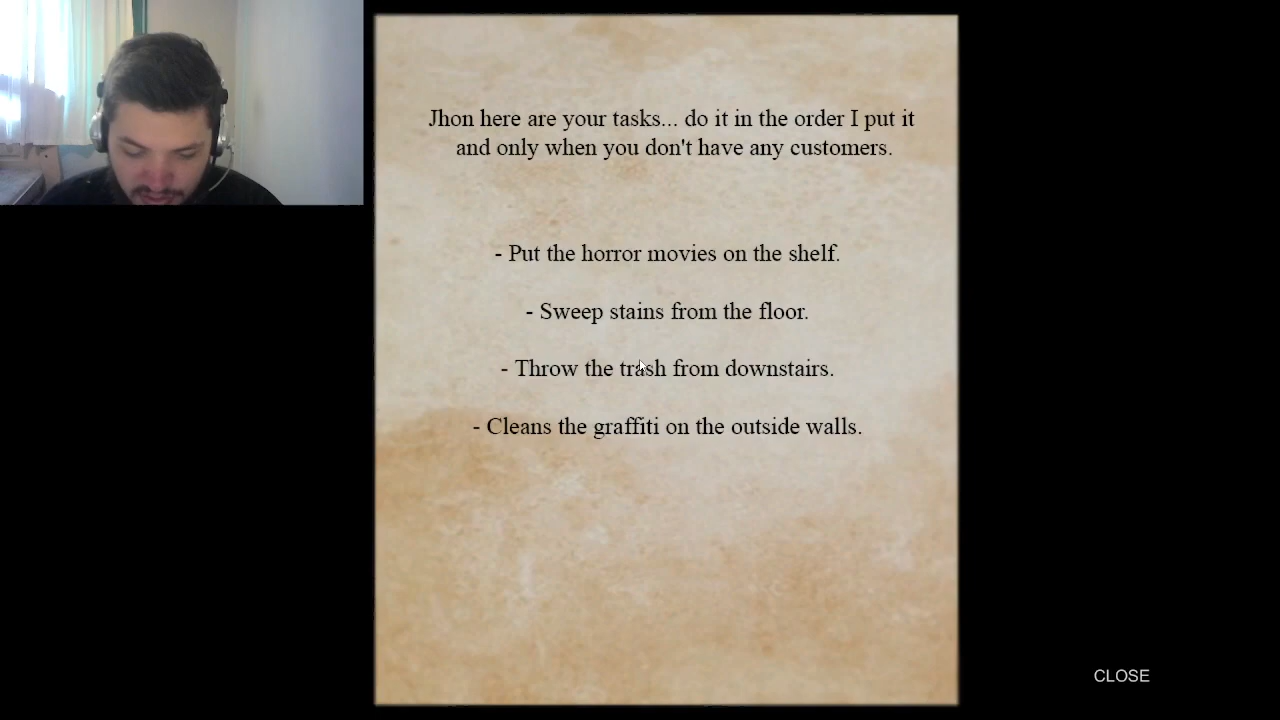 Jhon here are your tasks... do it in the order I put it
and only when you don't have any customers.
- Put the horror movies on the shelf.
- Sweep stains from the floor.
- Throw the trash from downstairs.
- Cleans the graffiti on the outside walls.
CLOSE